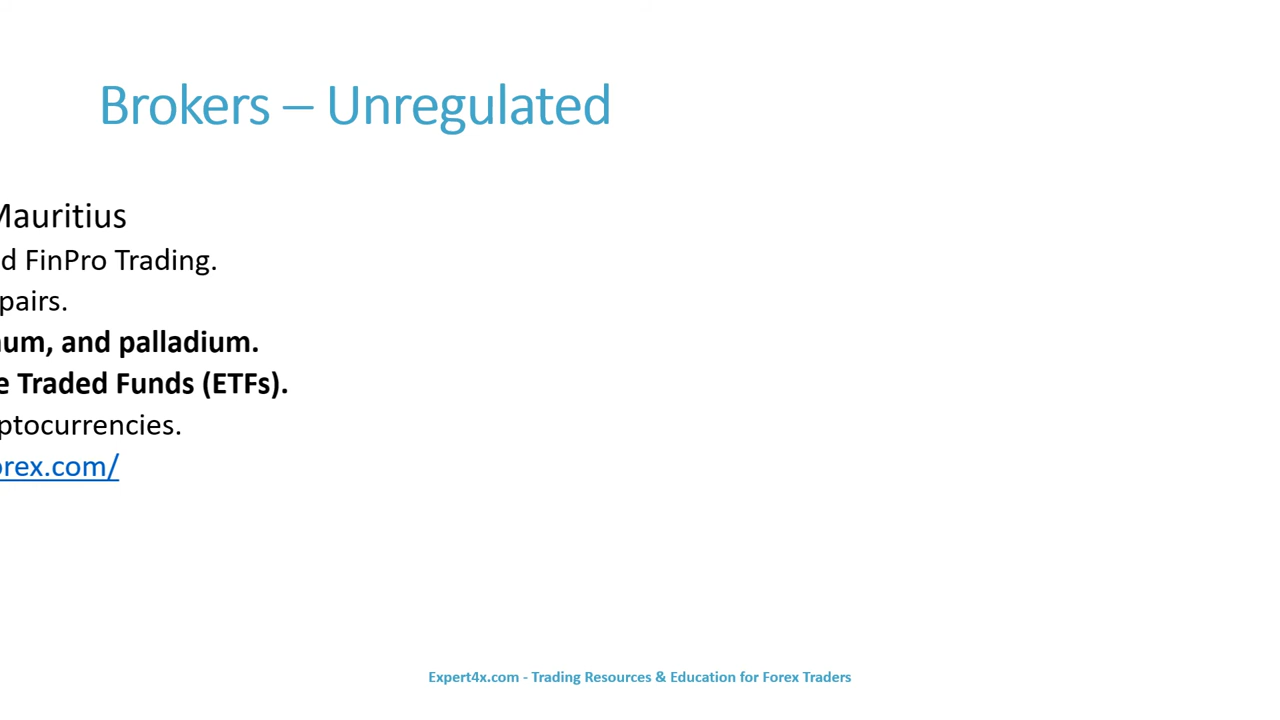 Brokers – Unregulated
Mauritius
d FinPro Trading.
pairs.
um, and palladium.
e Traded Funds (ETFs).
ptocurrencies.
orex.com/
Expert4x.com - Trading Resources & Education for Forex Traders